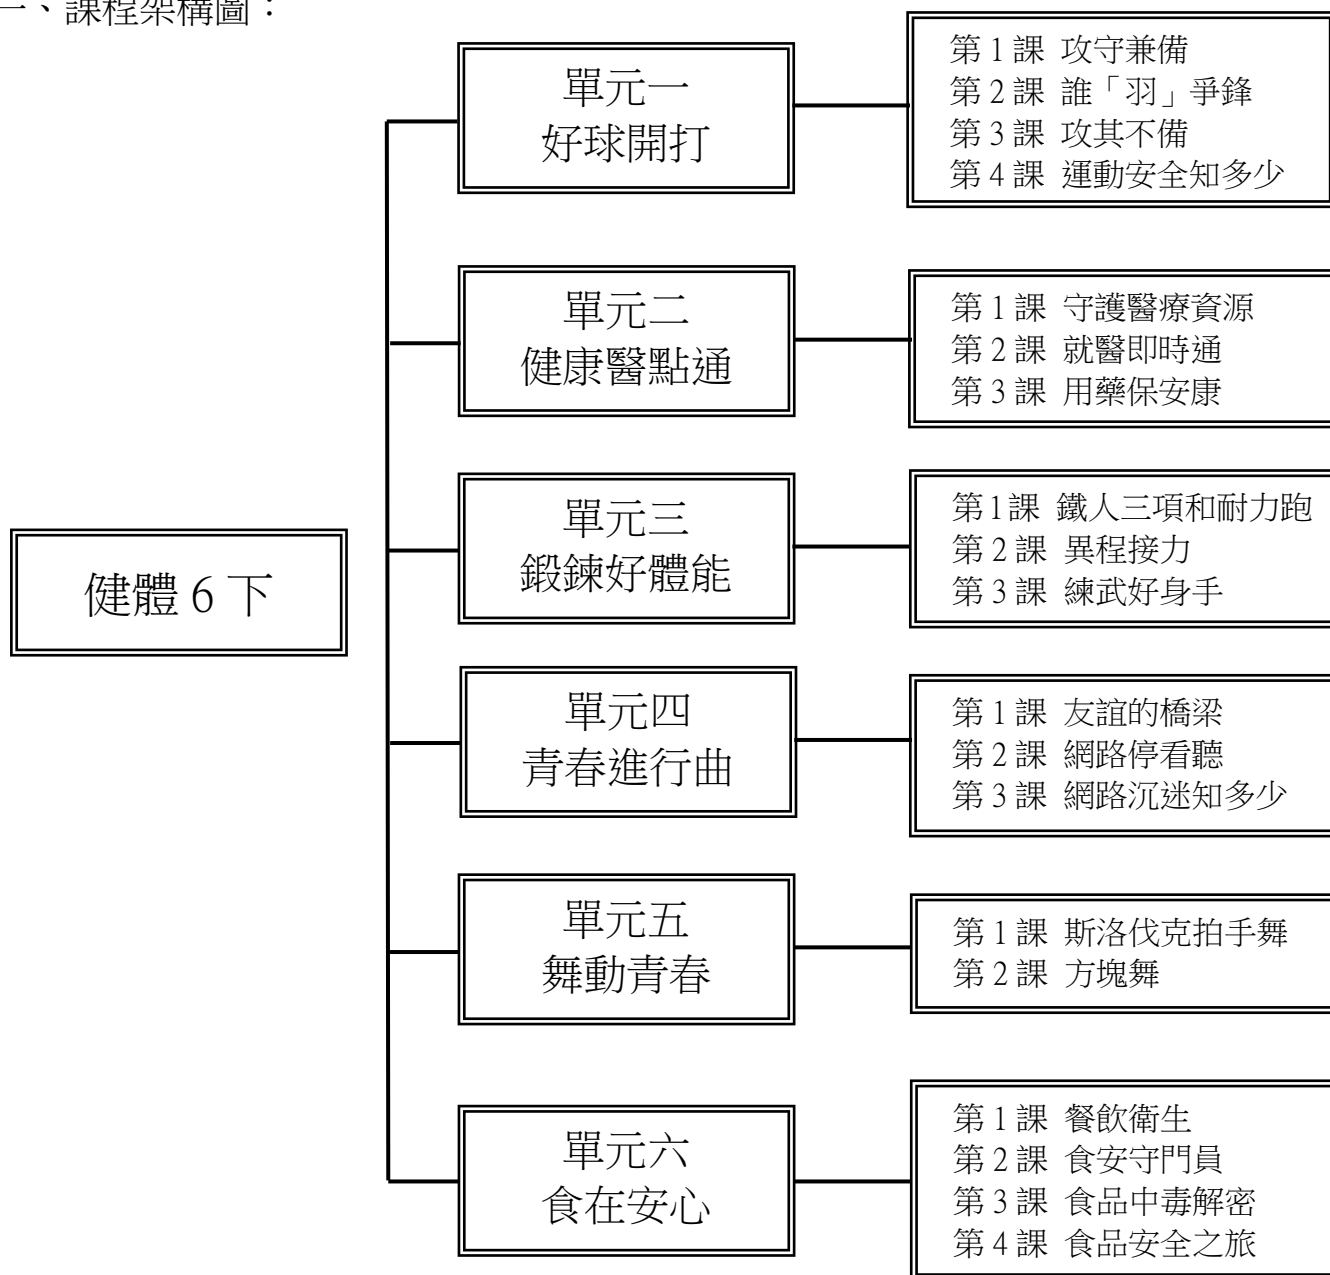 一、課程架構圖：
健體 6 下
單元一
好球開打
第 1 課 攻守兼備
第 2 課 誰「羽」爭鋒
第 3 課 攻其不備
第 4 課 運動安全知多少
單元二
健康醫點通
第 1 課 守護醫療資源
第 2 課 就醫即時通
第 3 課 用藥保安康
單元三
鍛鍊好體能
第 1 課 鐵人三項和耐力跑
第 2 課 異程接力
第 3 課 練武好身手
單元四
青春進行曲
第 1 課 友誼的橋梁
第 2 課 網路停看聽
第 3 課 網路沉迷知多少
單元五
舞動青春
第 1 課 斯洛伐克拍手舞
第 2 課 方塊舞
單元六
食在安心
第 1 課 餐飲衛生
第 2 課 食安守門員
第 3 課 食品中毒解密
第 4 課 食品安全之旅